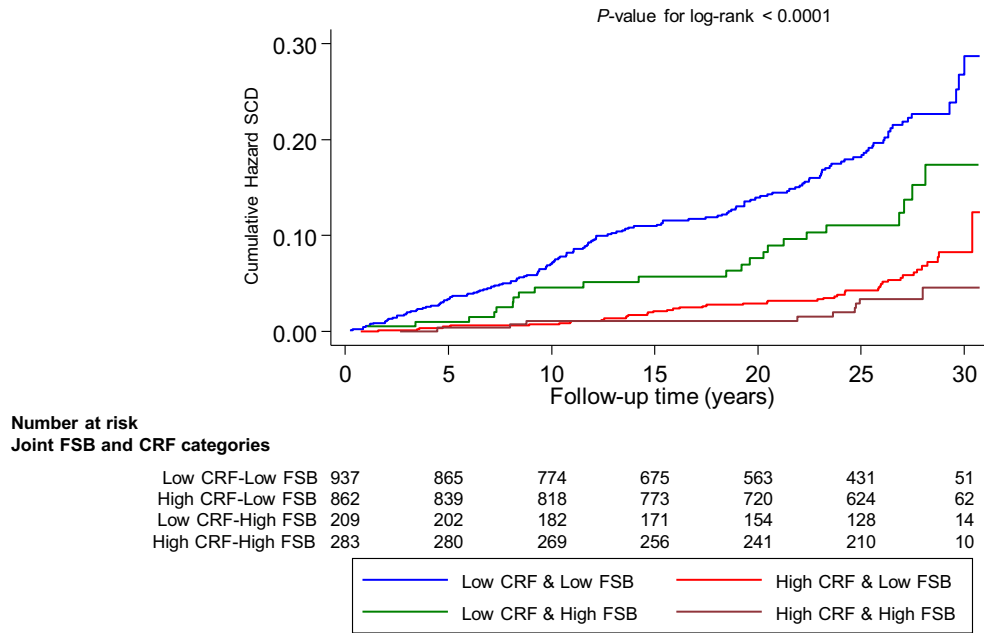 P-value for log-rank < 0.0001
0.30
0.20
0.10
0.00
Cumulative Hazard SCD
0 5 10 15 20 25 30
Follow-up time (years)
Number at risk
Joint FSB and CRF categories
Low CRF-Low FSB 937 865 774 675 563 431 51
High CRF-Low FSB 862 839 818 773 720 624 62
Low CRF-High FSB 209 202 182 171 154 128 14
High CRF-High FSB 283 280 269 256 241 210 10
Low CRF & Low FSB High CRF & Low FSB
Low CRF & High FSB High CRF & High FSB